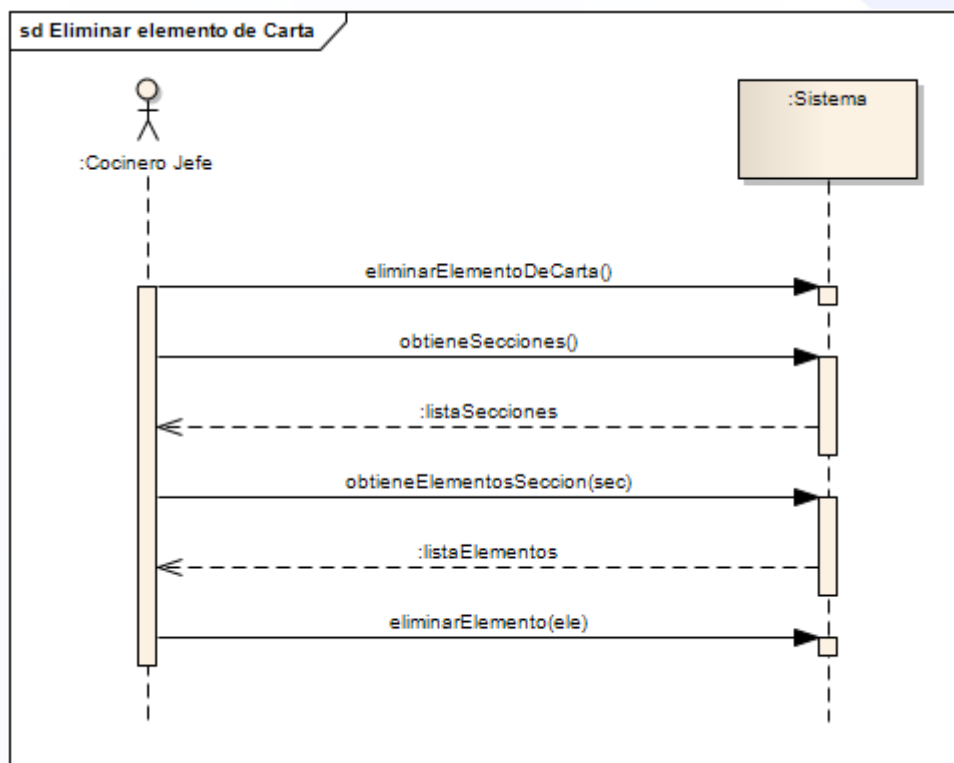 sd Eliminar elemento de Carta
:Cocinero Jefe
:Sistema
eliminarElementoDeCarta()
obtieneSecciones()
:listaSecciones
obtieneElementosSeccion(sec)
:listaElementos
eliminarElemento(ele)